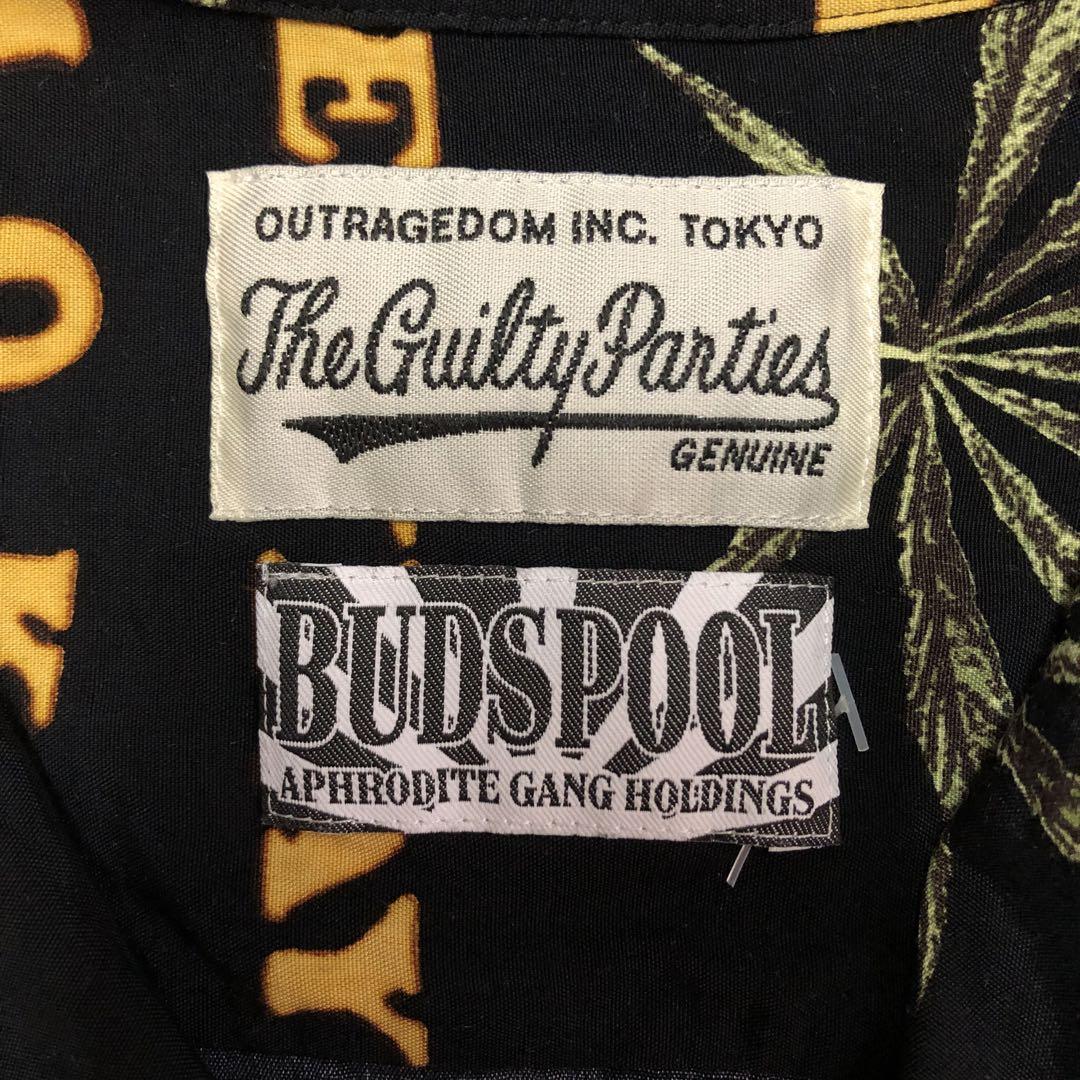 OUTRAGEDOM INC. TOKYO
The Guilty Parties
GENUINE
BUDSPOOL
APHRODITE GANG HOLDINGS